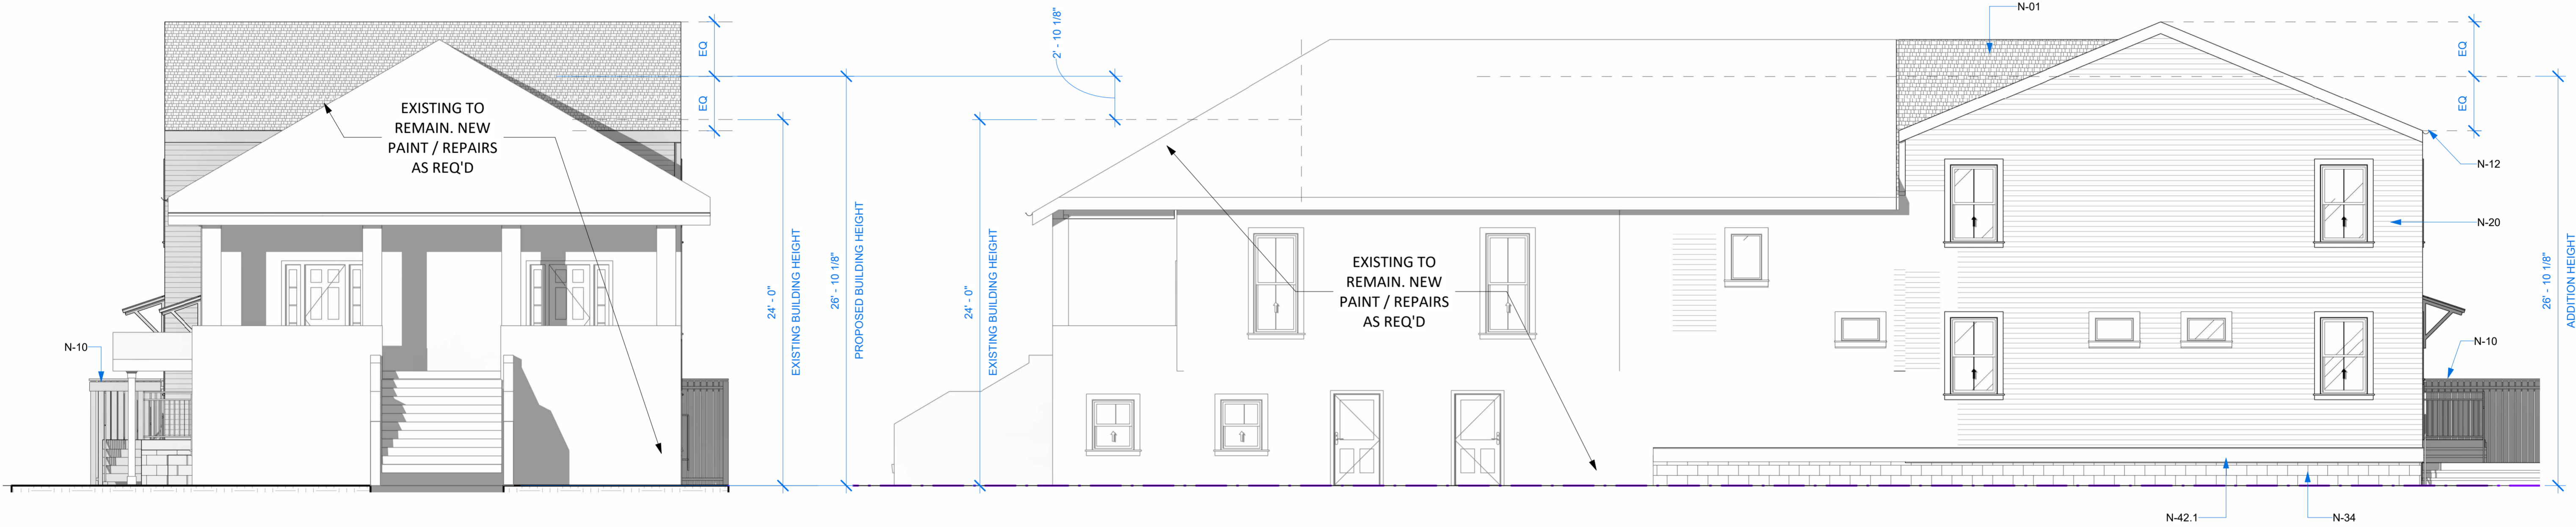 EQ
EQ
EXISTING TO
REMAIN. NEW
PAINT / REPAIRS
AS REQ'D
N-10
24' - 0"
EXISTING BUILDING HEIGHT
26' - 10 1/8"
PROPOSED BUILDING HEIGHT
2' - 10 1/8"
24' - 0"
EXISTING BUILDING HEIGHT
EXISTING TO
REMAIN. NEW
PAINT / REPAIRS
AS REQ'D
N-01
EQ
EQ
N-12
N-20
N-10
26' - 10 1/8"
ADDITION HEIGHT
N-42.1
N-34